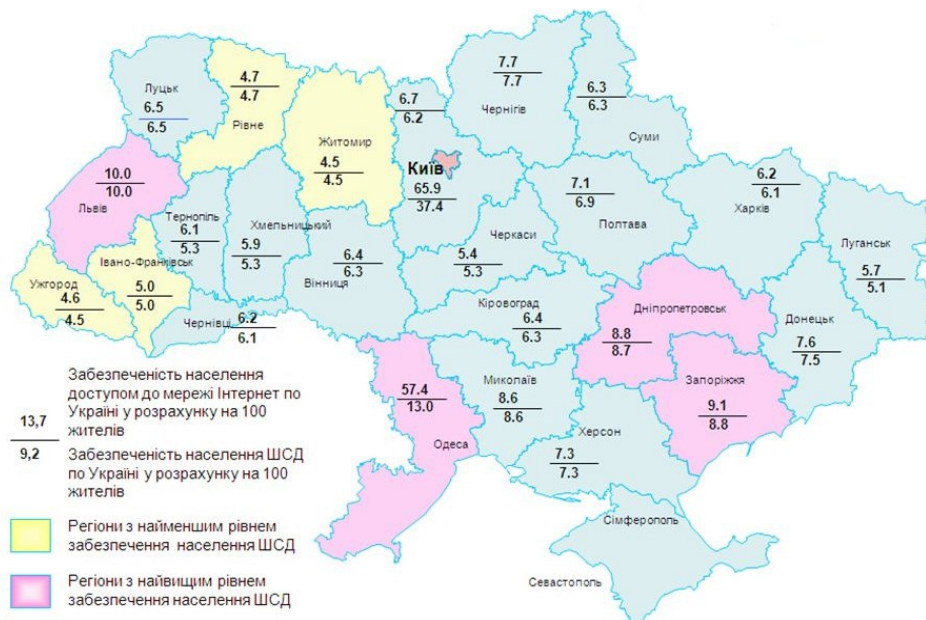 Луцьк
6.5
6.5
4.7
4.7
Рівне
Житомир
4.5
4.5
6.7
6.2
Київ
65.9
37.4
7.7
7.7
Чернігів
6.3
6.3
Суми
10.0
10.0
Львів
Тернопіль
6.1
5.3
Хмельницький
5.9
5.3
6.4
6.3
Вінниця
Черкаси
5.4
5.3
7.1
6.9
Полтава
6.2
6.1
Харків
Луганськ
5.7
5.1
Ужгород
4.6
4.5
Івано-Франківськ
5.0
5.0
Чернівці
6.2
6.1
Кіровоград
6.4
6.3
Дніпропетровськ
8.8
8.7
Донецьк
7.6
7.5
57.4
13.0
Одеса
Миколаїв
8.6
8.6
Запоріжжя
9.1
8.8
Херсон
7.3
7.3
Сімферополь
Севастополь
13,7
9,2
Забезпеченість населення
доступом до мережі Інтернет по
Україні у розрахунку на 100
жителів
Забезпеченість населення ШСД
по Україні у розрахунку на 100
жителів
Регіони з найменшим рівнем
забезпечення населення ШСД
Регіони з найвищим рівнем
забезпечення населення ШСД